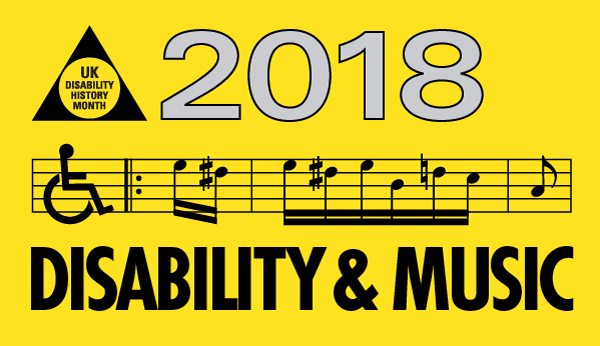 UK
DISABILITY
HISTORY
MONTH
2018
DISABILITY & MUSIC